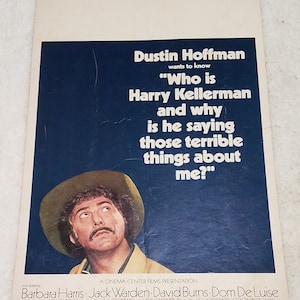 Dustin Hoffman
wants to know
"Who is
Harry Kellerman
and why
is he saying
those terrible
things about
me?"
A CINEMA CENTER FILMS PRESENTATION
Barbara Harris · Jack Warden · David Burns · Dom De Luise